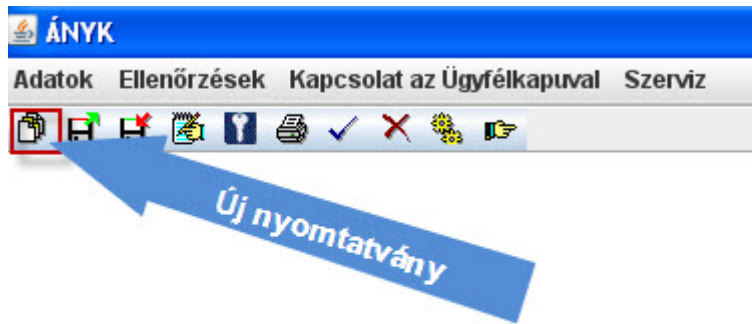 ÁNYK
Adatok Ellenőrzések Kapcsolat az Ügyfélkapuval Szerviz
Új nyomtatvány